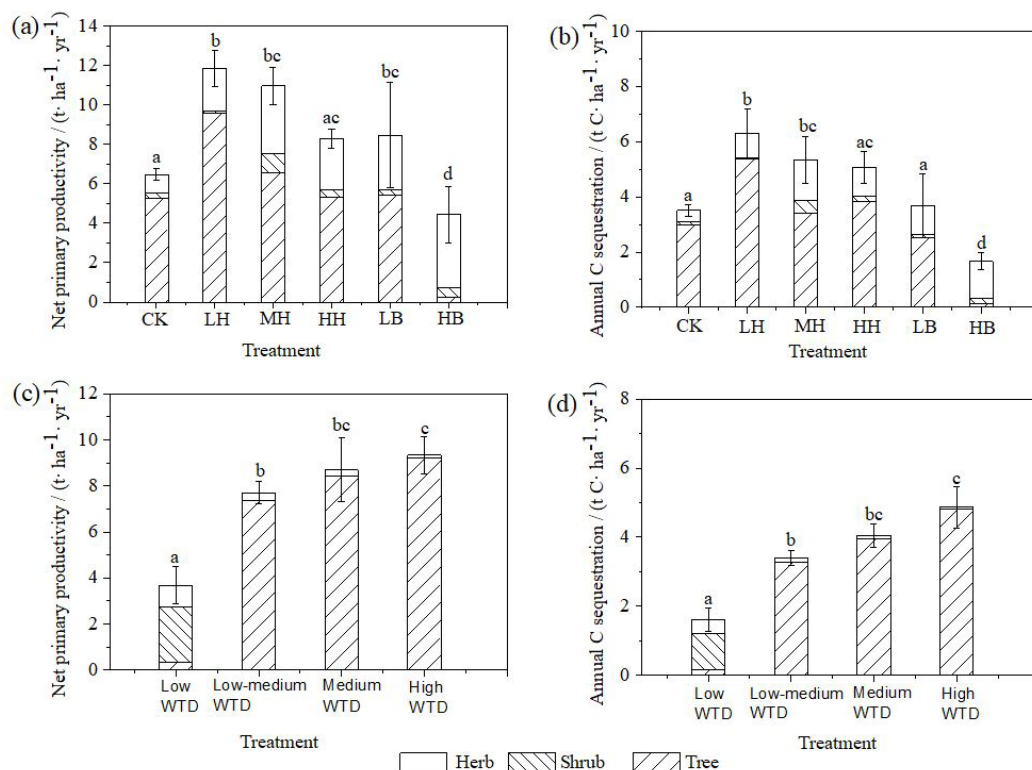 (a)
Net primary productivity / (t· ha⁻¹· yr⁻¹)
14
12
10
8
6
4
2
0
a
b
bc
ac
bc
d
CK LH MH HH LB HB
Treatment
(b)
Annual C sequestration / (t C· ha⁻¹· yr⁻¹)
10
8
6
4
2
0
a
b
bc
ac
a
d
CK LH MH HH LB HB
Treatment
(c)
Net primary productivity / (t· ha⁻¹· yr⁻¹)
12
10
8
6
4
2
0
a
b
bc
c
Low Low-medium Medium High
WTD WTD WTD WTD
Treatment
(d)
Annual C sequestration / (t C· ha⁻¹· yr⁻¹)
8
6
4
2
0
a
b
bc
c
Low Low-medium Medium High
WTD WTD WTD WTD
Treatment
Herb Shrub Tree